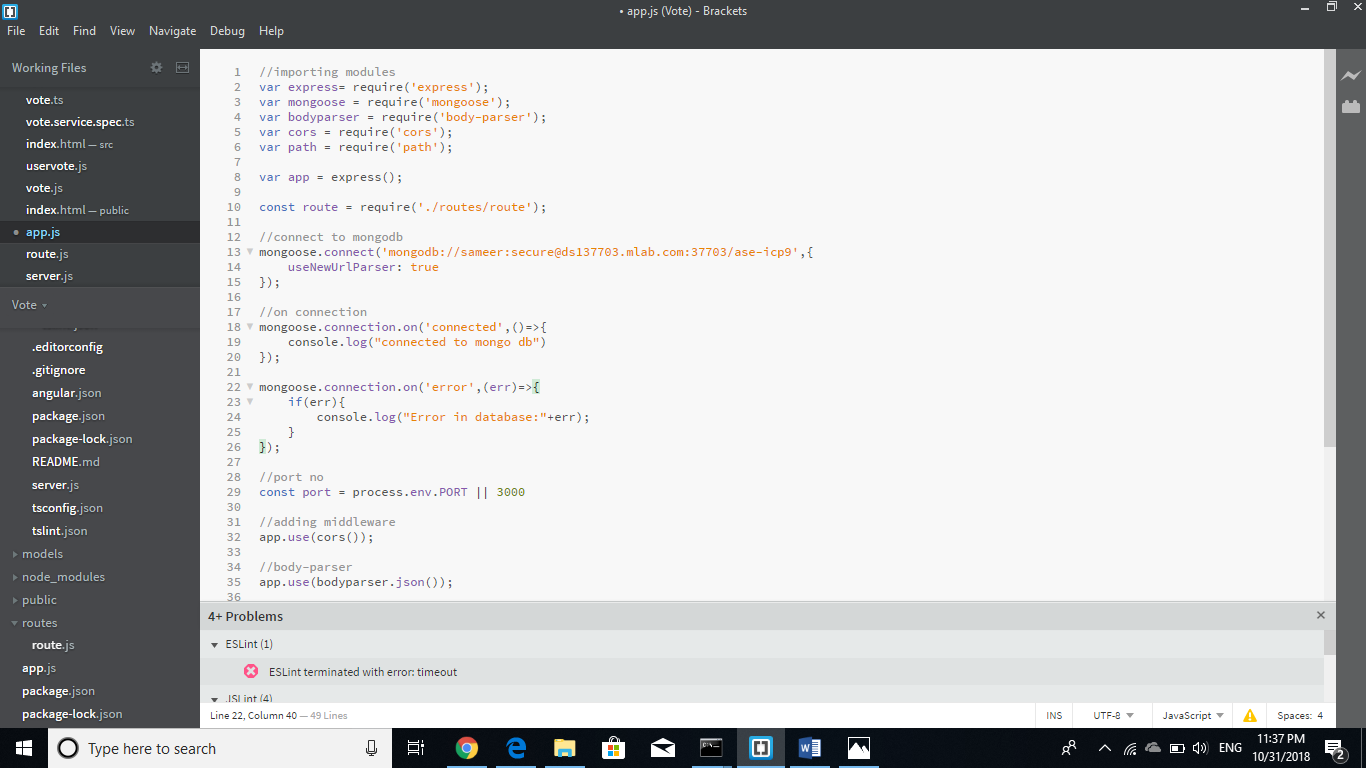 • app.js (Vote) - Brackets
File Edit Find View Navigate Debug Help
Working Files
vote.ts
vote.service.spec.ts
index.html — src
uservote.js
vote.js
index.html — public
• app.js
route.js
server.js
Vote
.editorconfig
.gitignore
angular.json
package.json
package-lock.json
README.md
server.js
tsconfig.json
tslint.json
models
node_modules
public
routes
route.js
app.js
package.json
package-lock.json
1 //importing modules
2 var express= require('express');
3 var mongoose = require('mongoose');
4 var bodyparser = require('body-parser');
5 var cors = require('cors');
6 var path = require('path');
7
8 var app = express();
9
10 const route = require('./routes/route');
11
12 //connect to mongodb
13 mongoose.connect('mongodb://sameer:secure@ds137703.mlab.com:37703/ase-icp9',{
14 useNewUrlParser: true
15 });
16
17 //on connection
18 mongoose.connection.on('connected',()=>{
19 console.log("connected to mongo db")
20 });
21
22 mongoose.connection.on('error',(err)=>{
23 if(err){
24 console.log("Error in database:"+err);
25 }
26 });
27
28 //port no
29 const port = process.env.PORT || 3000
30
31 //adding middleware
32 app.use(cors());
33
34 //body-parser
35 app.use(bodyparser.json());
36
4+ Problems
ESLint (1)
ESLint terminated with error: timeout
JSLint (4)
Line 22, Column 40 — 49 Lines
INS UTF-8 JavaScript Spaces: 4
Type here to search
ENG
11:37 PM
10/31/2018
2